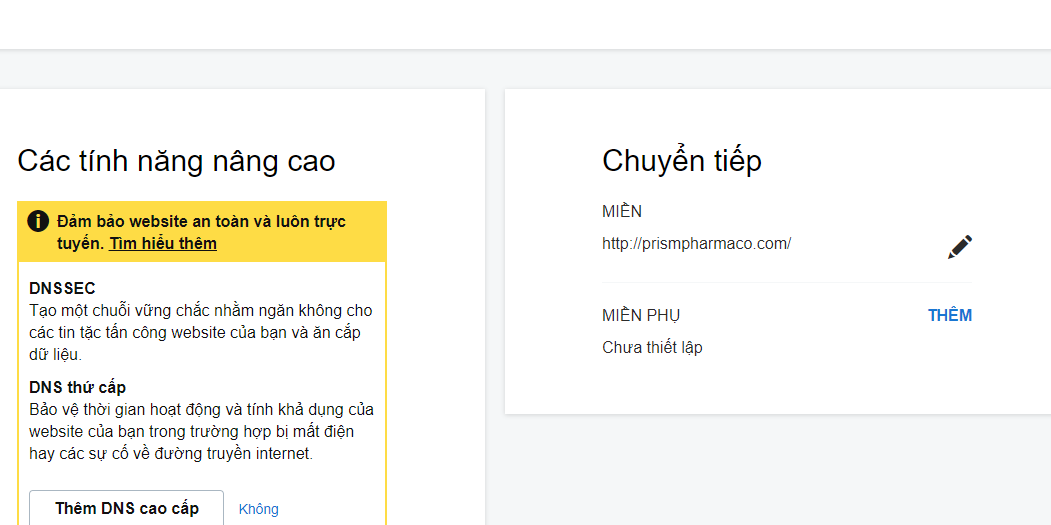 Các tính năng nâng cao
Đảm bảo website an toàn và luôn trực
tuyến. Tìm hiểu thêm
DNSSEC
Tạo một chuỗi vững chắc nhằm ngăn không cho
các tin tặc tấn công website của bạn và ăn cắp
dữ liệu.
DNS thứ cấp
Bảo vệ thời gian hoạt động và tính khả dụng của
website của bạn trong trường hợp bị mất điện
hay các sự cố về đường truyền internet.
Thêm DNS cao cấp
Không
Chuyển tiếp
MIỀN
http://prismpharmaco.com/
MIỀN PHỤ
THÊM
Chưa thiết lập